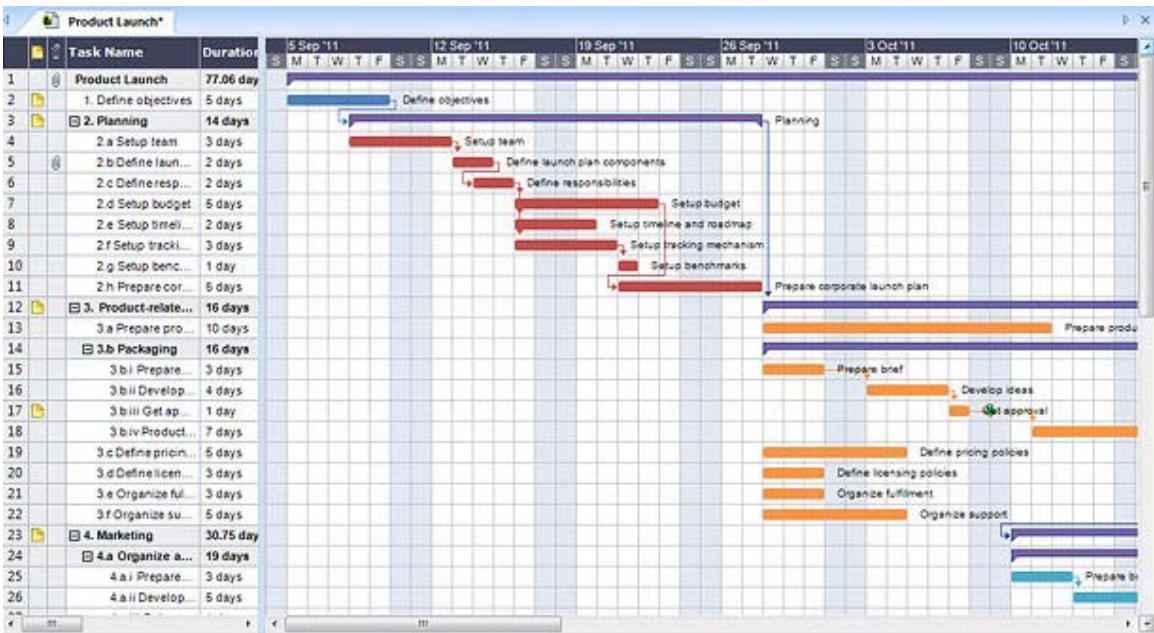 Product Launch*
Task Name Duration 5 Sep '11 12 Sep '11 19 Sep '11 26 Sep '11 3 Oct '11 10 Oct '11
S M T W T F S S M T W T F S S M T W T F S S M T W T F S S M T W T F S S M T W T F S
1 Product Launch 77.06 day
2 1. Define objectives 5 days Define objectives
3 2. Planning 14 days Planning
4 2.a Setup team 3 days Setup team
5 2.b Define laun... 2 days Define launch plan components
6 2.c Define resp... 2 days Define responsibilities
7 2.d Setup budget 5 days Setup budget
8 2.e Setup timeli... 2 days Setup timeline and roadmap
9 2.f Setup tracki... 3 days Setup tracking mechanism
10 2.g Setup benc... 1 day Setup benchmarks
11 2.h Prepare cor... 5 days Prepare corporate launch plan
12 3. Product-relate... 16 days
13 3.a Prepare pro... 10 days Prepare produ
14 3.b Packaging 16 days
15 3.b.i Prepare... 3 days Prepare brief
16 3.b.ii Develop... 4 days Develop ideas
17 3.b.iii Get ap... 1 day Get approval
18 3.b.iv Product... 7 days
19 3.c Define pricin... 5 days Define pricing policies
20 3.d Define licen... 3 days Define licensing policies
21 3.e Organize ful... 3 days Organize fulfilment
22 3.f Organize su... 5 days Organize support
23 4. Marketing 30.75 day
24 4.a Organize a... 19 days
25 4.a.i Prepare... 3 days Prepare b
26 4.a.ii Develop... 5 days